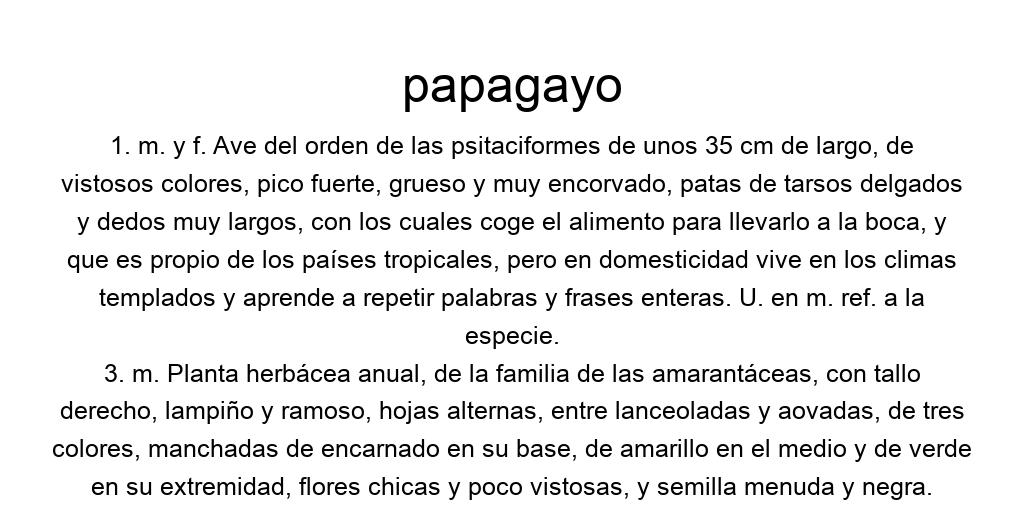 papagayo
1. m. y f. Ave del orden de las psitaciformes de unos 35 cm de largo, de
vistosos colores, pico fuerte, grueso y muy encorvado, patas de tarsos delgados
y dedos muy largos, con los cuales coge el alimento para llevarlo a la boca, y
que es propio de los países tropicales, pero en domesticidad vive en los climas
templados y aprende a repetir palabras y frases enteras. U. en m. ref. a la
especie.
3. m. Planta herbácea anual, de la familia de las amarantáceas, con tallo
derecho, lampiño y ramoso, hojas alternas, entre lanceoladas y aovadas, de tres
colores, manchadas de encarnado en su base, de amarillo en el medio y de verde
en su extremidad, flores chicas y poco vistosas, y semilla menuda y negra.